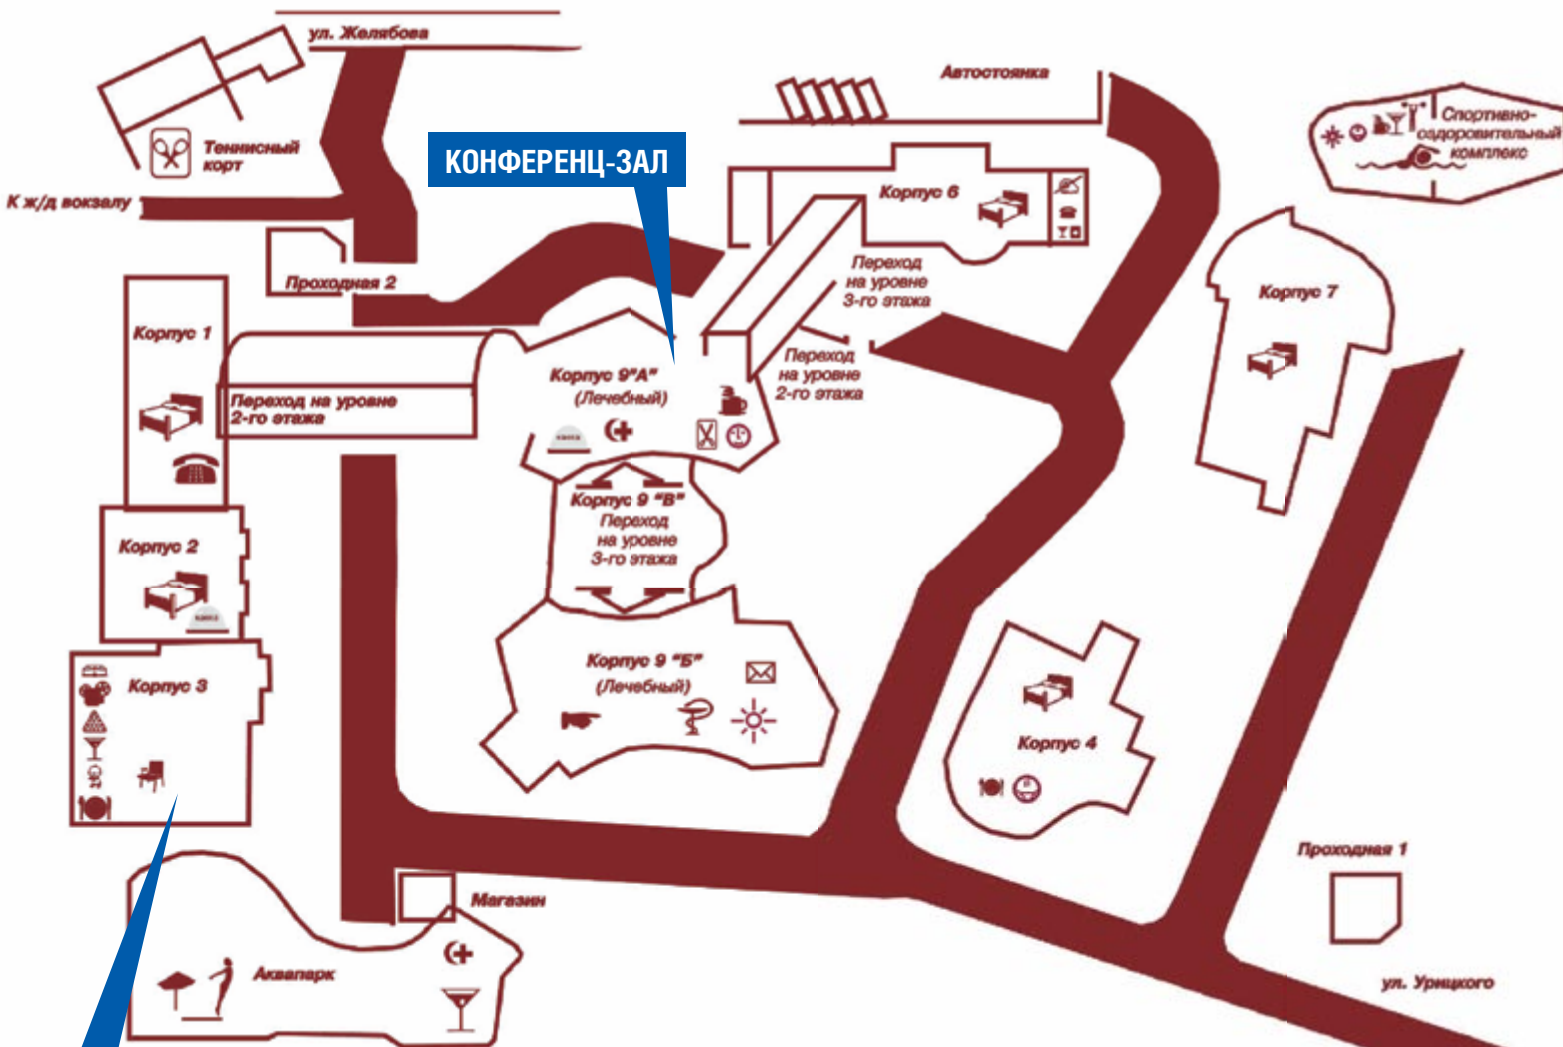 ул. Желябова
Автостоянка
Спортивно-
оздоровительный
комплекс
Теннисный
корт
КОНФЕРЕНЦ-ЗАЛ
Корпус 6
К ж/д вокзалу
Проходная 2
Переход
на уровне
3-го этажа
Корпус 7
Корпус 1
Переход
на уровне
2-го этажа
Корпус 9"А"
(Лечебный)
Переход на уровне
2-го этажа
касса
Корпус 9 "В"
Переход
на уровне
3-го этажа
Корпус 2
касса
Корпус 9 "Б"
(Лечебный)
Корпус 3
Корпус 4
Проходная 1
Магазин
Аквапарк
ул. Урицкого